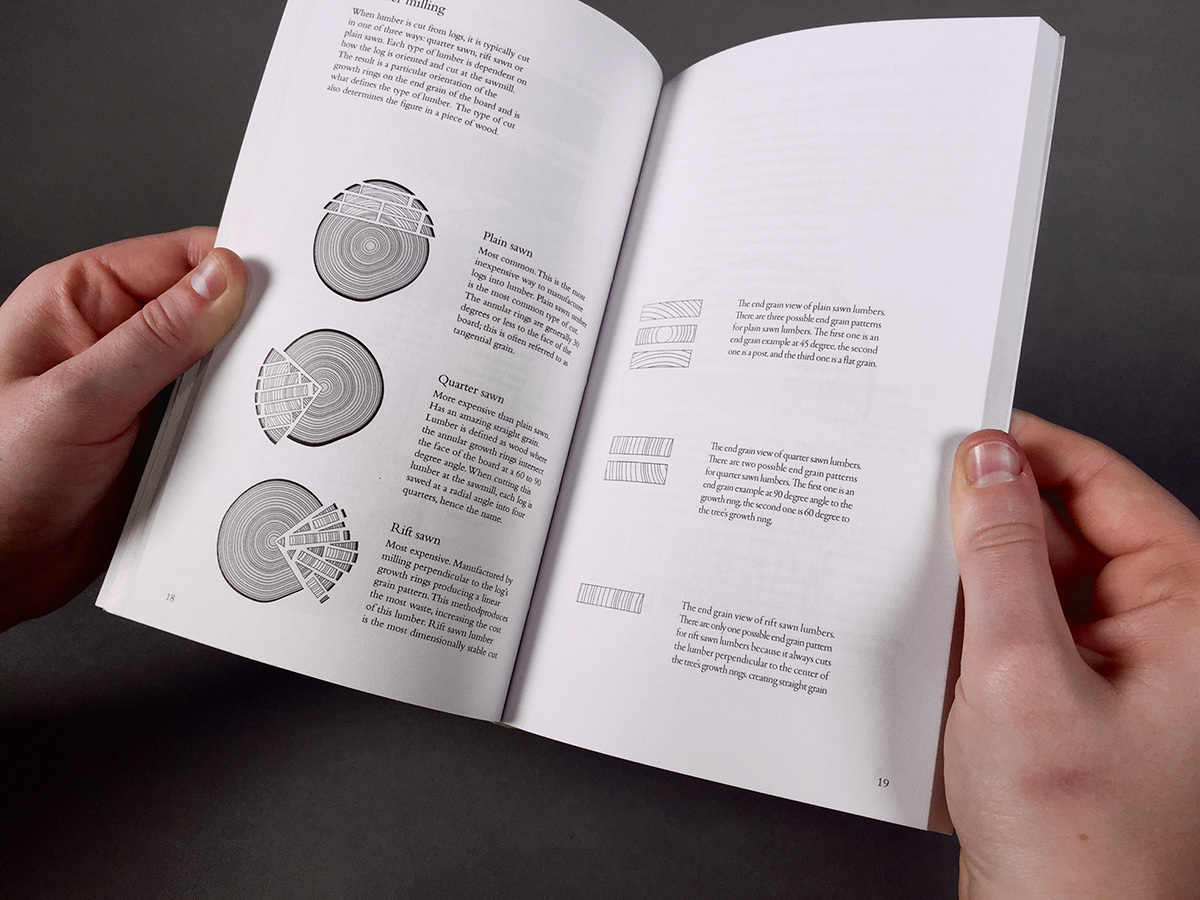 milling
When lumber is cut from logs, it is typically cut
in one of three ways: quarter sawn, rift sawn or
plain sawn. Each type of lumber is dependent on
how the log is oriented and cut at the sawmill.
The result is a particular orientation of the
growth rings on the end grain of the board and is
what defines the type of lumber. The type of cut
also determines the figure in a piece of wood.
Plain sawn
Most common. This is the most
inexpensive way to manufacture
logs into lumber. Plain sawn lumber
is the most common type of cut.
The annular rings are generally 30
degrees or less to the face of the
board; this is often referred to as
tangential grain.
Quarter sawn
More expensive than plain sawn.
Has an amazing straight grain.
Lumber is defined as wood where
the annular growth rings intersect
the face of the board at a 60 to 90
degree angle. When cutting this
lumber at the sawmill, each log is
sawed at a radial angle into four
quarters, hence the name.
Rift sawn
Most expensive. Manufactured by
milling perpendicular to the log's
growth rings producing a linear
grain pattern. This methodproduces
the most waste, increasing the cost
of this lumber. Rift sawn lumber
is the most dimensionally stable cut
18
The end grain view of plain sawn lumbers.
There are three possible end grain patterns
for plain sawn lumbers. The first one is an
end grain example at 45 degree, the second
one is a post, and the third one is a flat grain.
The end grain view of quarter sawn lumbers.
There are two possible end grain patterns
for quarter sawn lumbers. The first one is an
end grain example at 90 degree angle to the
growth ring, the second one is 60 degree to
the tree's growth ring.
The end grain view of rift sawn lumbers.
There are only one possible end grain pattern
for rift sawn lumbers because it always cuts
the lumber perpendicular to the center of
the tree's growth rings, creating straight grain
19